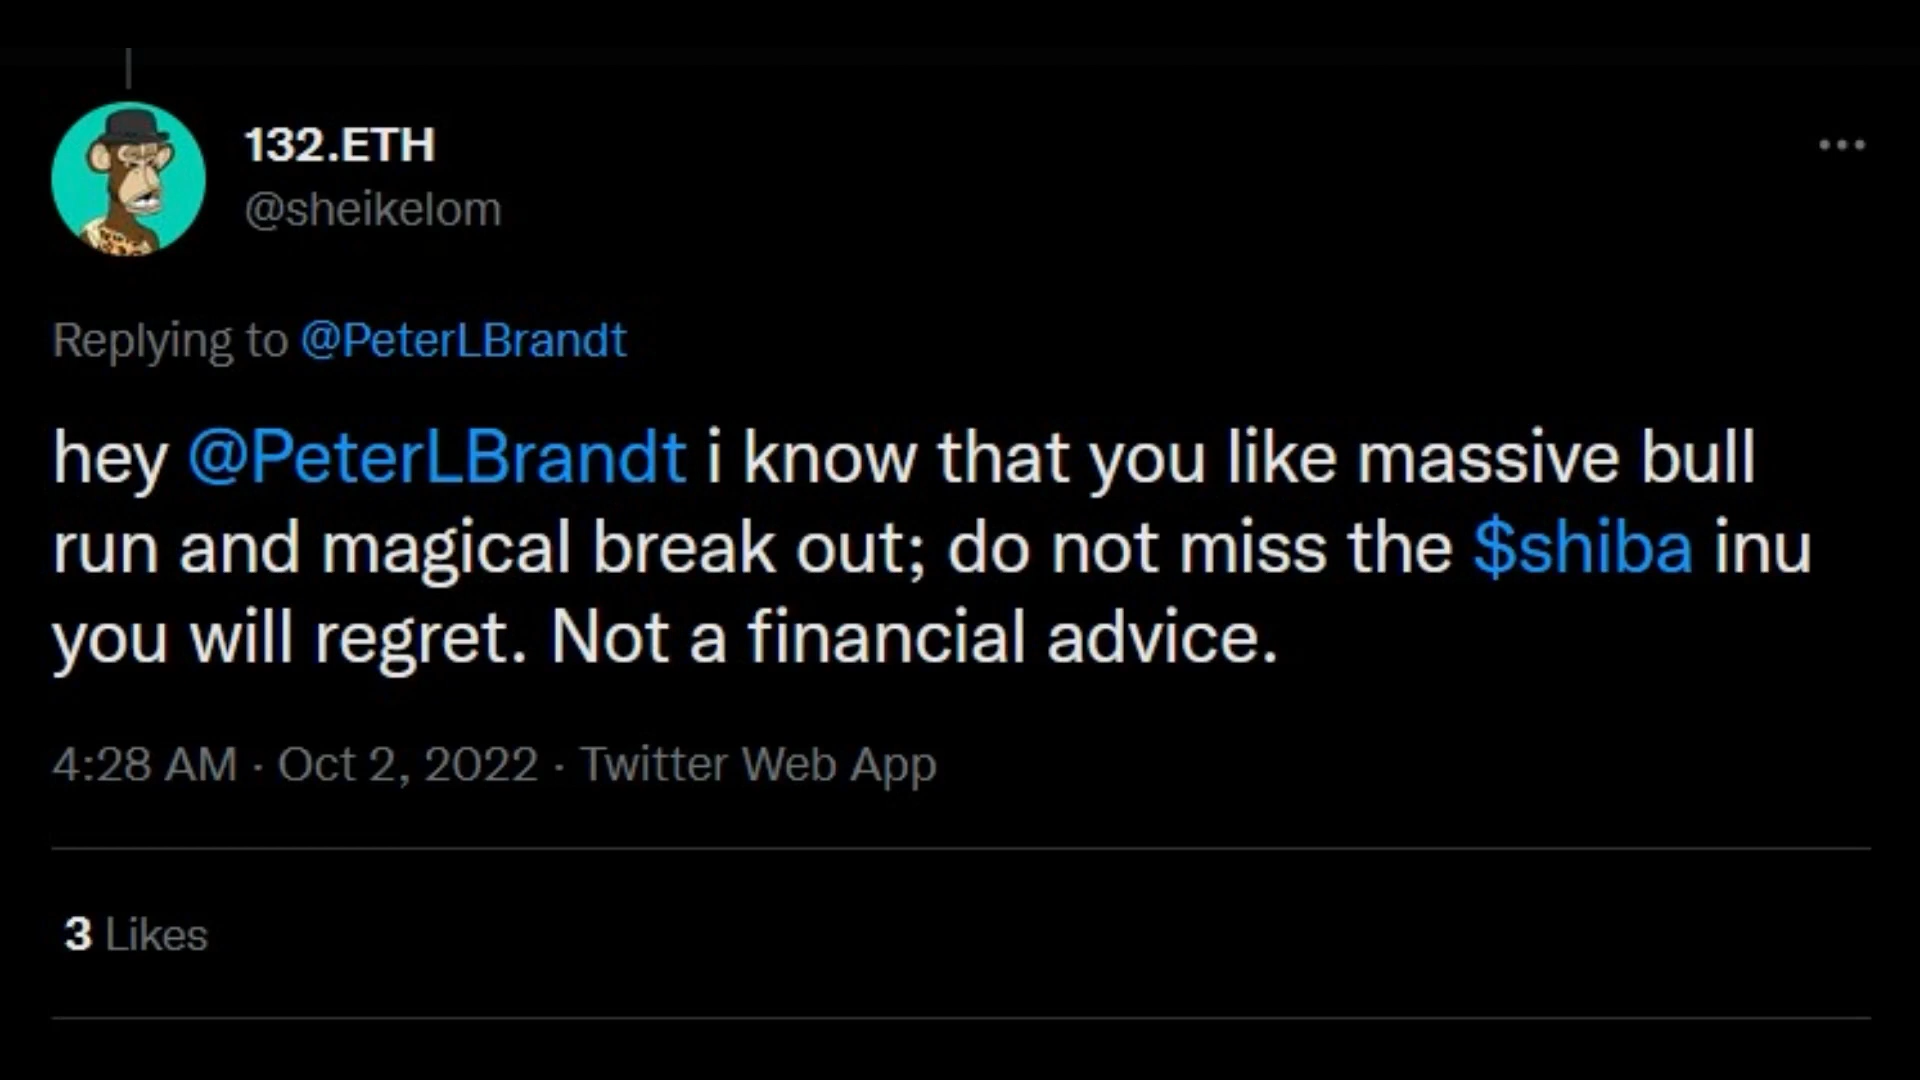 132.ETH
@sheikelom
Replying to @PeterLBrandt
hey @PeterLBrandt i know that you like massive bull
run and magical break out; do not miss the $shiba inu
you will regret. Not a financial advice.
4:28 AM · Oct 2, 2022 · Twitter Web App
3 Likes